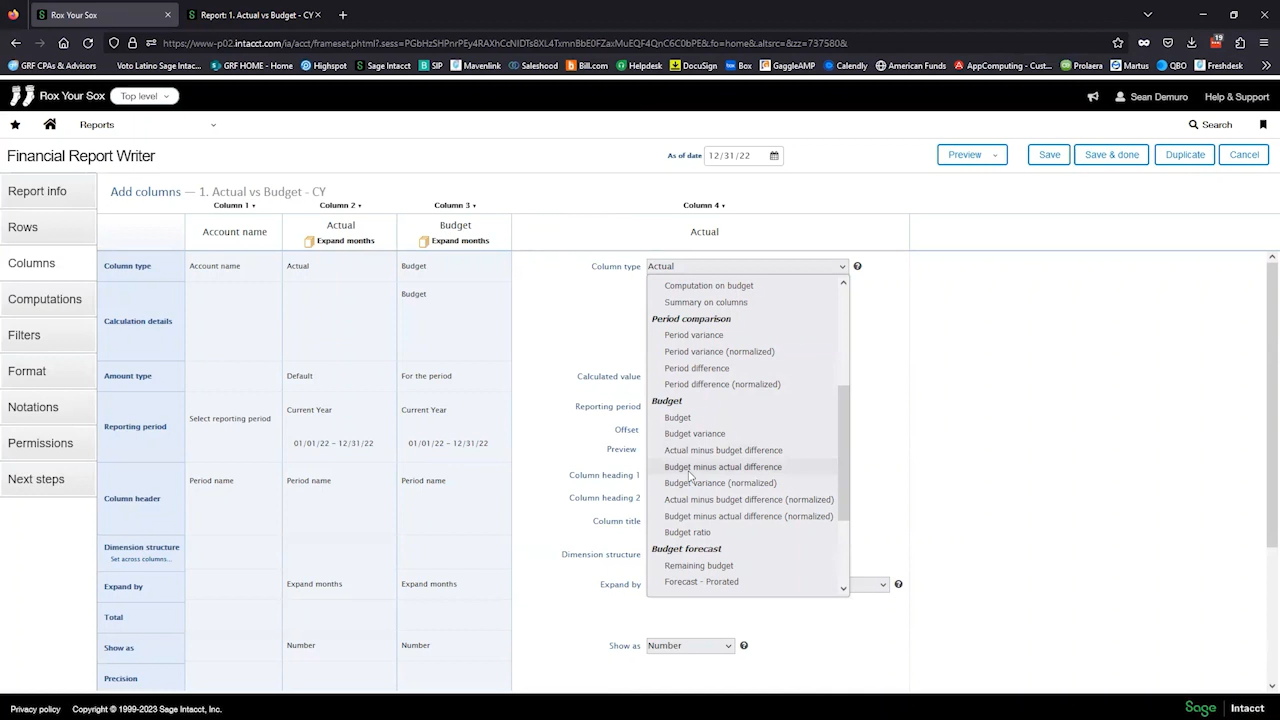 Rox Your Sox
Report: 1. Actual vs Budget - CY
https://www-p02.intacct.com/ia/acct/frameset.phtml?.sess=
GRF CPAs & Advisors
Voto Latino Sage Intac...
GRF HOME - Home
Highspot
Sage Intacct
SIP
Mavenlink
Saleshood
Bill.com
Helpdesk
DocuSign
Box
GaggleAMP
Calendly
American Funds
AppComputing - Cust...
Prolaera
Martus
QBO
Freshdesk
19
Rox Your Sox
Top level
Sean Demuro
Help & Support
Reports
Search
Financial Report Writer
As of date
12/31/22
Preview
Save
Save & done
Duplicate
Cancel
Report info
Rows
Columns
Computations
Filters
Format
Notations
Permissions
Next steps
Add columns — 1. Actual vs Budget - CY
Column 1
Column 2
Column 3
Column 4
Account name
Actual
Expand months
Budget
Expand months
Actual
Column type
Account name
Actual
Budget
Calculation details
Budget
Amount type
Default
For the period
Reporting period
Select reporting period
Current Year
01/01/22 – 12/31/22
Current Year
01/01/22 – 12/31/22
Column header
Period name
Period name
Period name
Dimension structure
Set across columns...
Expand by
Expand months
Expand months
Total
Show as
Number
Number
Precision
Column type
Actual
Calculated value
Reporting period
Offset
Preview
Column heading 1
Column heading 2
Column title
Dimension structure
Expand by
Show as
Number
Computation on budget
Summary on columns
Period comparison
Period variance
Period variance (normalized)
Period difference
Period difference (normalized)
Budget
Budget
Budget variance
Actual minus budget difference
Budget minus actual difference
Budget variance (normalized)
Actual minus budget difference (normalized)
Budget minus actual difference (normalized)
Budget ratio
Budget forecast
Remaining budget
Forecast - Prorated
Privacy policy
Copyright © 1999-2023 Sage Intacct, Inc.
Sage
Intacct